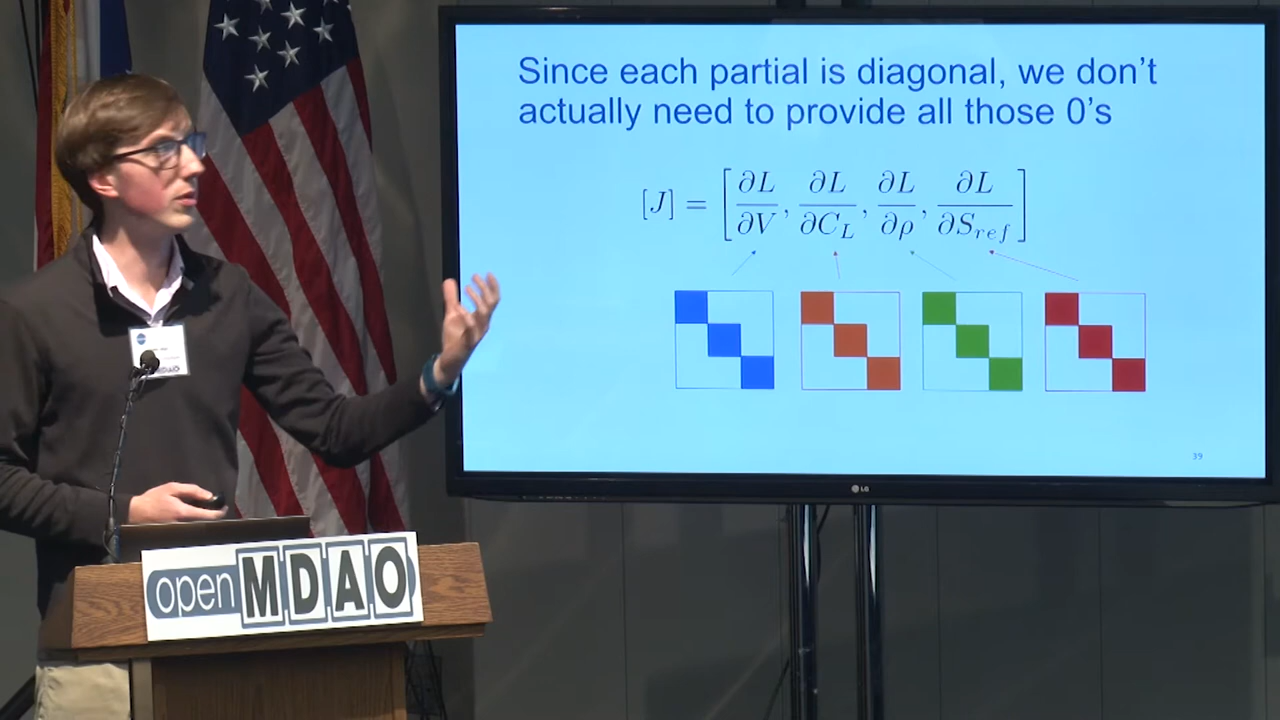 Since each partial is diagonal, we don't
actually need to provide all those 0's
[J] = [∂L/∂V, ∂L/∂C_L, ∂L/∂ρ, ∂L/∂S_ref]
39
LG
openMDAO